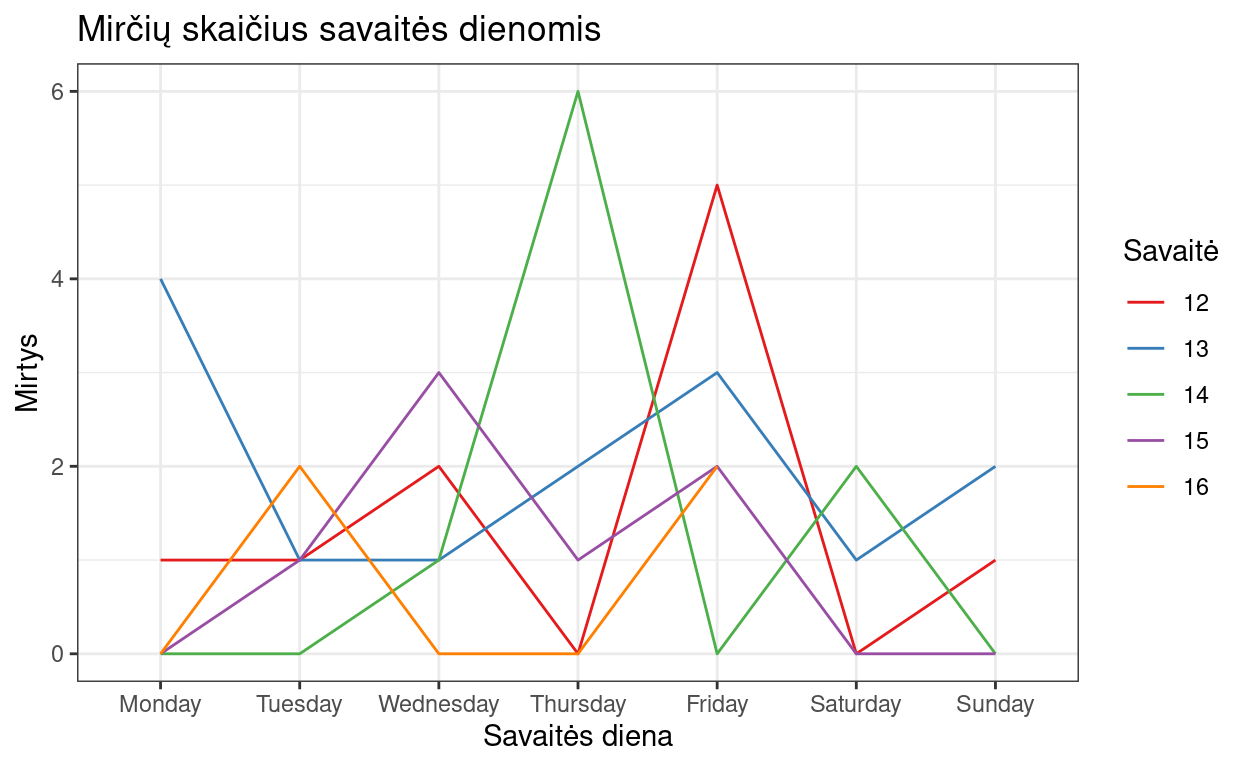 Mirčių skaičius savaitės dienomis
6
4
2
0
Mirtys
Monday Tuesday Wednesday Thursday Friday Saturday Sunday
Savaitės diena
Savaitė
12
13
14
15
16